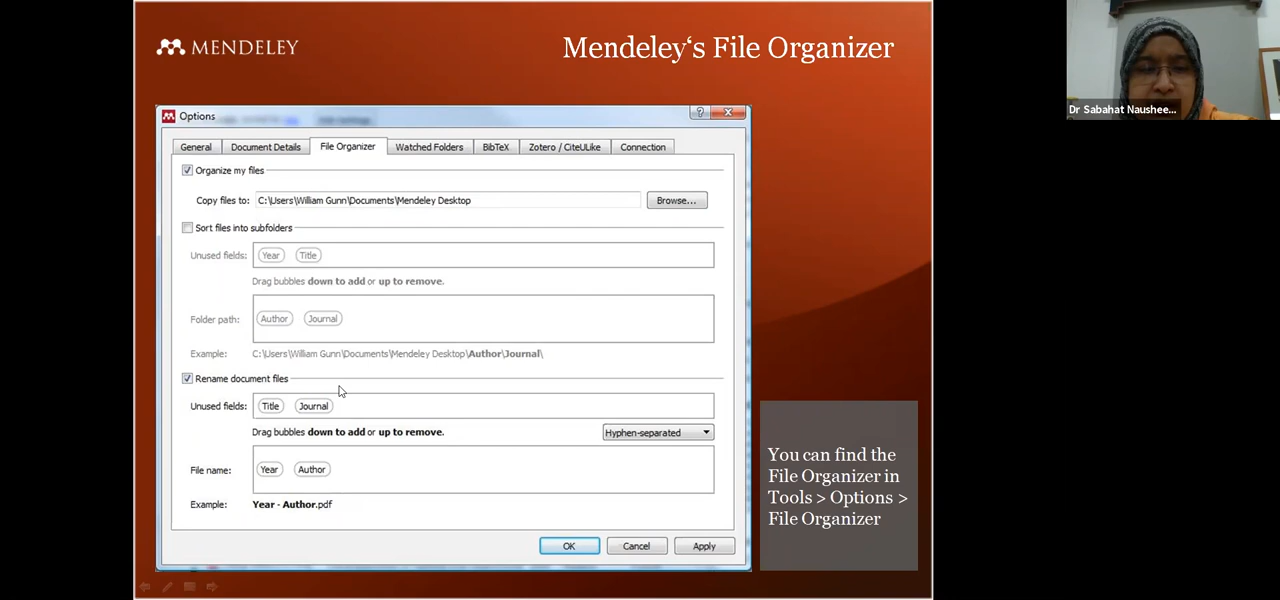 MENDELEY
Mendeley‘s File Organizer
Dr Sabahat Naushee...
Options
General Document Details File Organizer Watched Folders BibTeX Zotero / CiteULike Connection
Organize my files
Copy files to: C:\Users\William Gunn\Documents\Mendeley Desktop Browse...
Sort files into subfolders
Unused fields: Year Title
Drag bubbles down to add or up to remove.
Folder path: Author Journal
Example: C:\Users\William Gunn\Documents\Mendeley Desktop\Author\Journal\
Rename document files
Unused fields: Title Journal
Drag bubbles down to add or up to remove. Hyphen-separated
File name: Year Author
Example: Year - Author.pdf
OK Cancel Apply
You can find the
File Organizer in
Tools > Options >
File Organizer